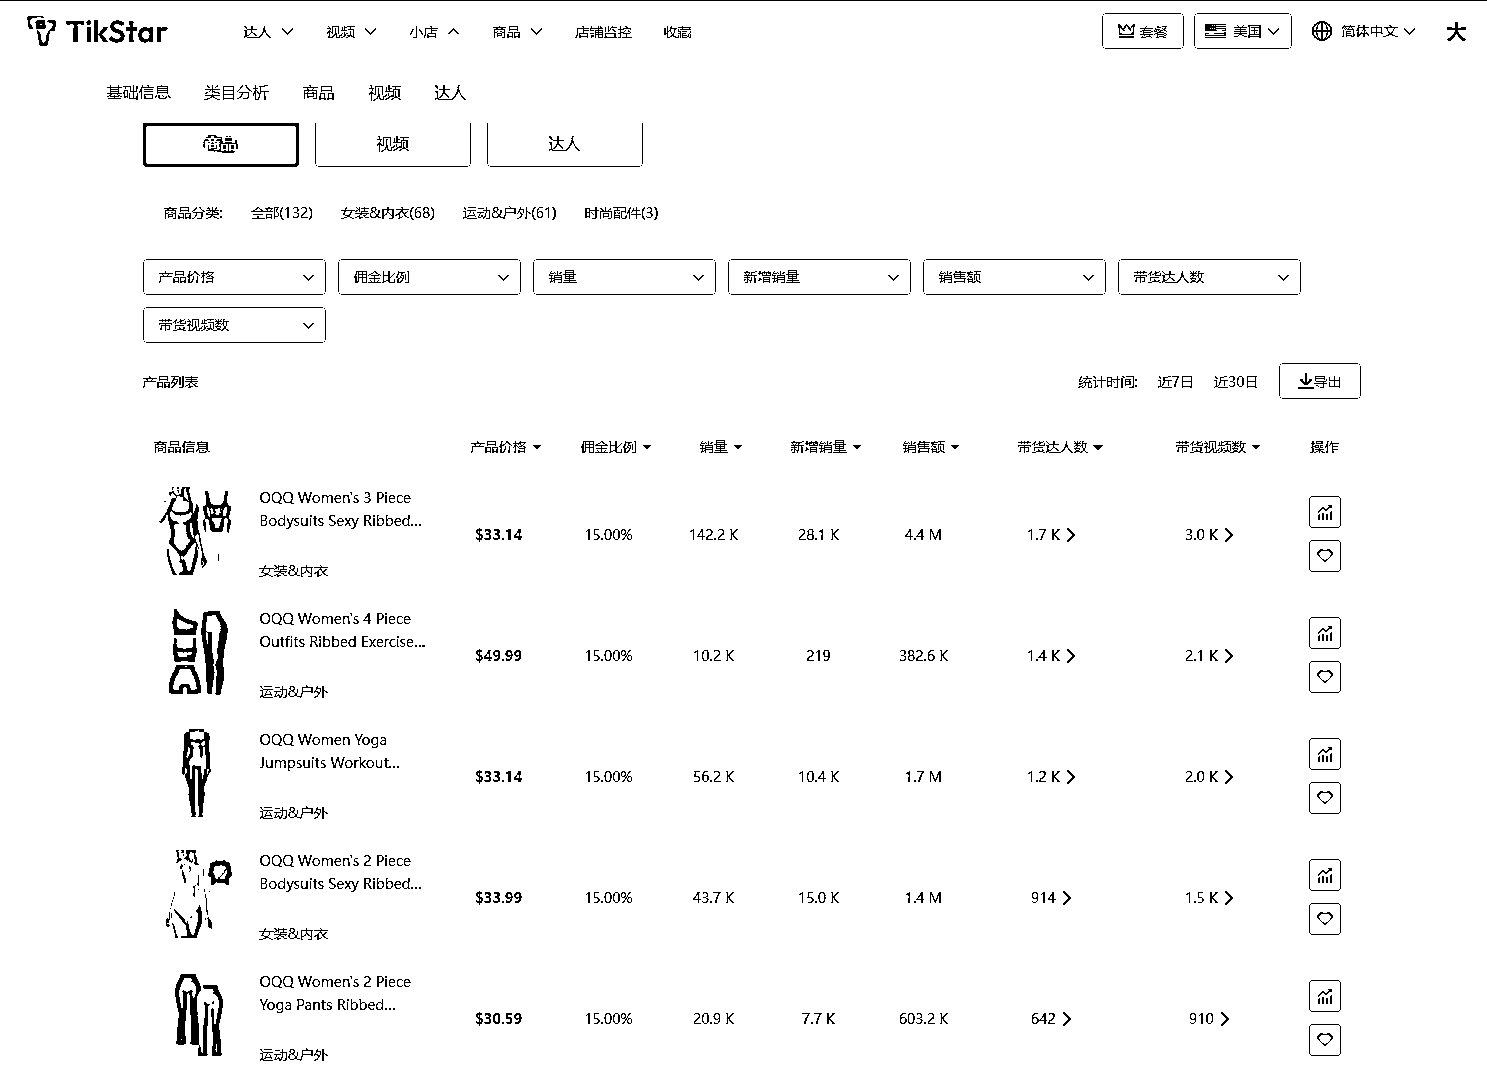 TikStar 达人 视频 小店 商品 店铺监控 收藏 套餐 美国 简体中文 大
基础信息 类目分析 商品 视频 达人
商品 视频 达人
商品分类: 全部(132) 女装&内衣(68) 运动&户外(61) 时尚配件(3)
产品价格 佣金比例 销量 新增销量 销售额 带货达人数
带货视频数
产品列表 统计时间: 近7日 近30日 导出
商品信息 产品价格 佣金比例 销量 新增销量 销售额 带货达人数 带货视频数 操作
OQQ Women's 3 Piece
Bodysuits Sexy Ribbed...
$33.14 15.00% 142.2 K 28.1 K 4.4 M 1.7 K 3.0 K
女装&内衣
OQQ Women's 4 Piece
Outfits Ribbed Exercise...
$49.99 15.00% 10.2 K 219 382.6 K 1.4 K 2.1 K
运动&户外
OQQ Women Yoga
Jumpsuits Workout...
$33.14 15.00% 56.2 K 10.4 K 1.7 M 1.2 K 2.0 K
运动&户外
OQQ Women's 2 Piece
Bodysuits Sexy Ribbed...
$33.99 15.00% 43.7 K 15.0 K 1.4 M 914 1.5 K
女装&内衣
OQQ Women's 2 Piece
Yoga Pants Ribbed...
$30.59 15.00% 20.9 K 7.7 K 603.2 K 642 910
运动&户外